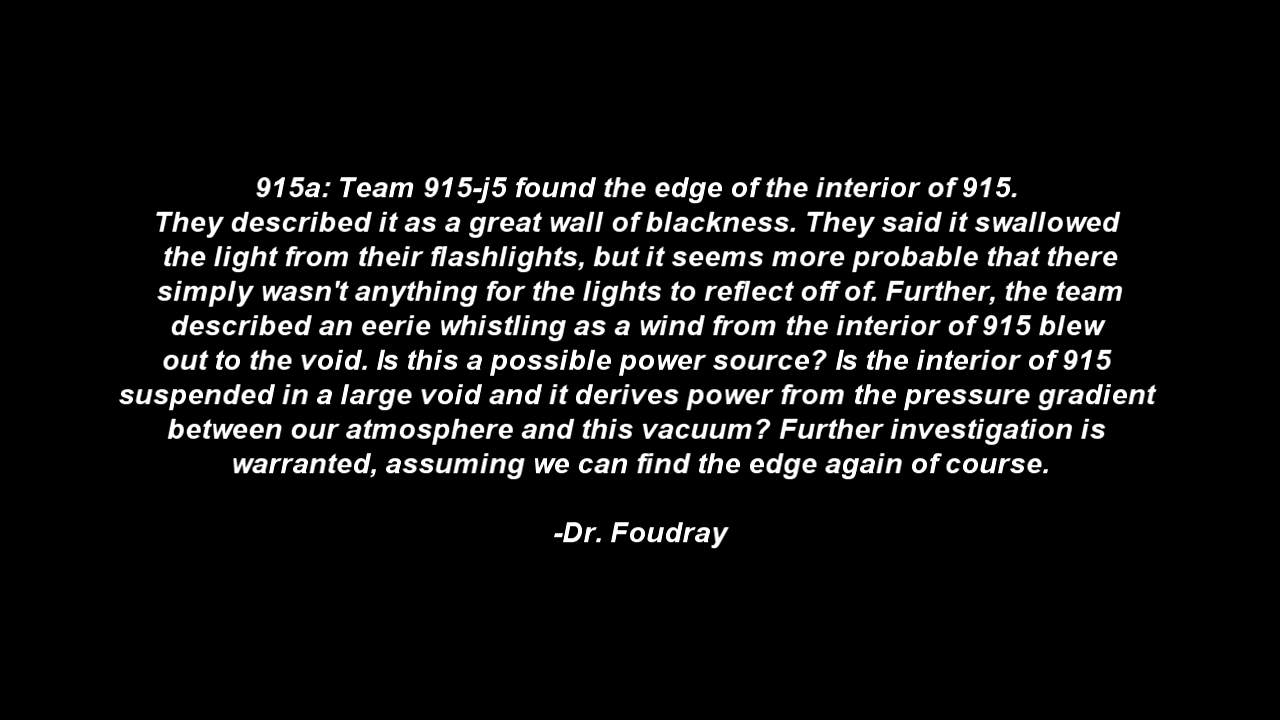 915a: Team 915-j5 found the edge of the interior of 915.
They described it as a great wall of blackness. They said it swallowed
the light from their flashlights, but it seems more probable that there
simply wasn't anything for the lights to reflect off of. Further, the team
described an eerie whistling as a wind from the interior of 915 blew
out to the void. Is this a possible power source? Is the interior of 915
suspended in a large void and it derives power from the pressure gradient
between our atmosphere and this vacuum? Further investigation is
warranted, assuming we can find the edge again of course.
-Dr. Foudray